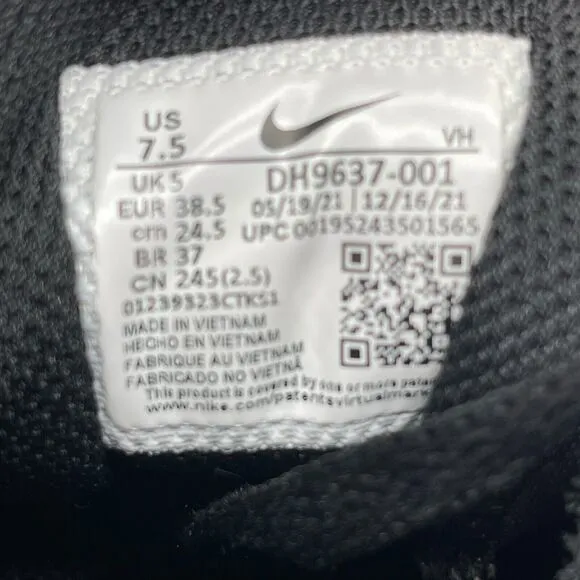 US
7.5
VH
UK 5
DH9637-001
EUR 38.5
05/19/21 | 12/16/21
cm 24.5
UPC 00195243501565
BR 37
CN 245(2.5)
01239323CTKS1
MADE IN VIETNAM
HECHO EN VIETNAM
FABRIQUE AU VIETNAM
FABRICADO NO VIETNÃ
This product is covered by one or more patents
www.nike.com/patentsvirtualmark